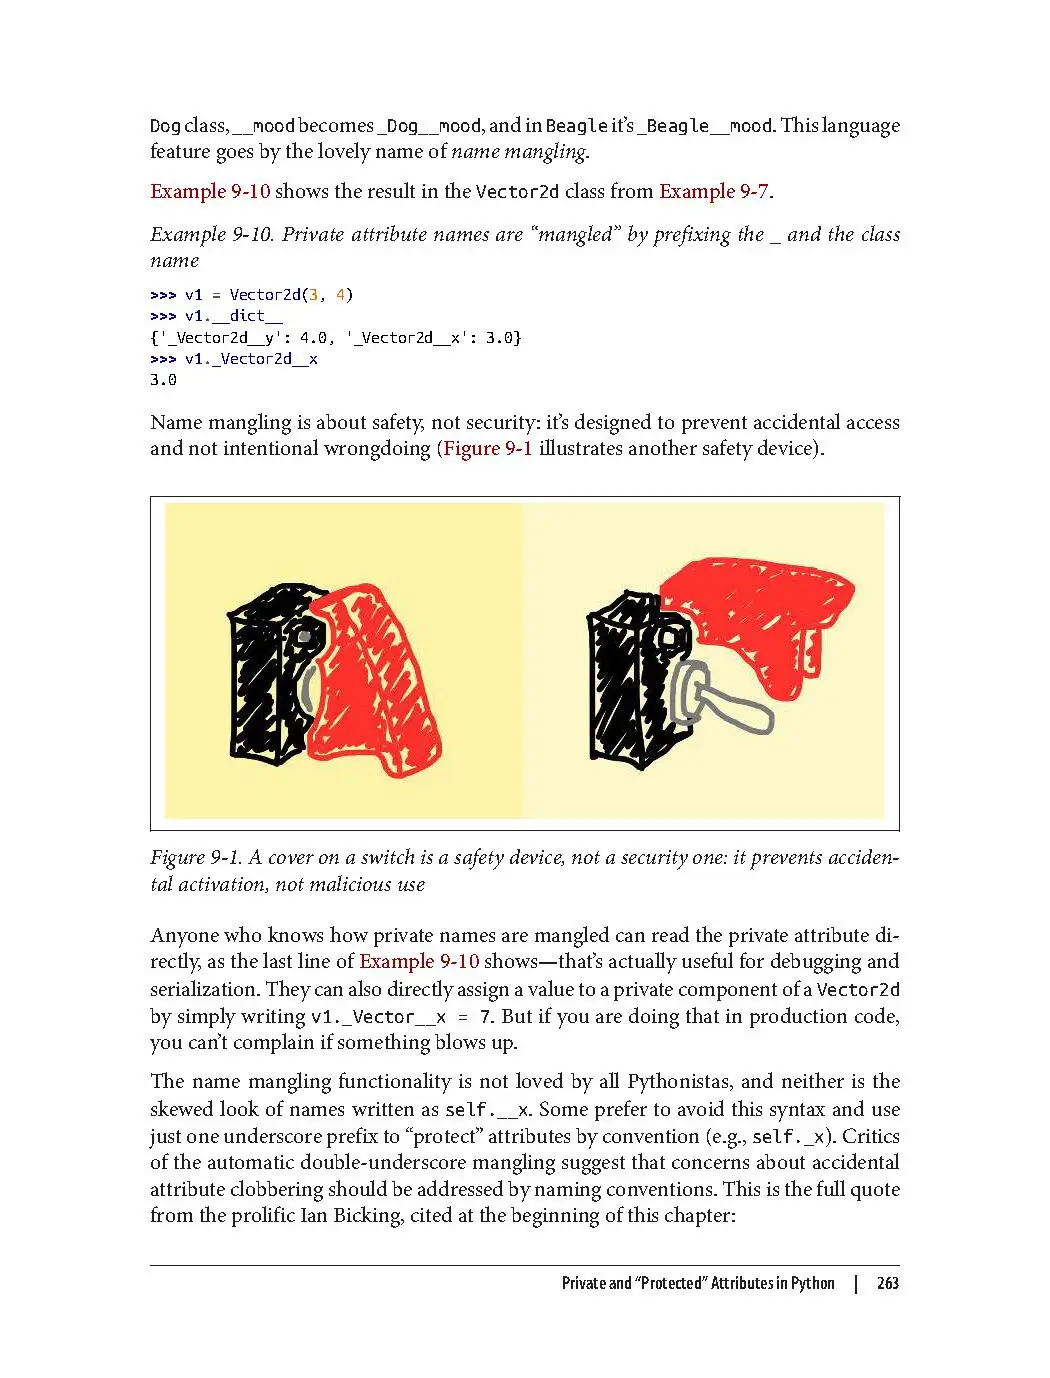 Dog class, __mood becomes _Dog__mood, and in Beagle it’s _Beagle__mood. This language
feature goes by the lovely name of name mangling.
Example 9-10 shows the result in the Vector2d class from Example 9-7.
Example 9-10. Private attribute names are “mangled” by prefixing the _ and the class
name
>>> v1 = Vector2d(3, 4)
>>> v1.__dict__
{'_Vector2d__y': 4.0, '_Vector2d__x': 3.0}
>>> v1._Vector2d__x
3.0
Name mangling is about safety, not security: it’s designed to prevent accidental access
and not intentional wrongdoing (Figure 9-1 illustrates another safety device).
Figure 9-1. A cover on a switch is a safety device, not a security one: it prevents acciden-
tal activation, not malicious use
Anyone who knows how private names are mangled can read the private attribute di-
rectly, as the last line of Example 9-10 shows—that’s actually useful for debugging and
serialization. They can also directly assign a value to a private component of a Vector2d
by simply writing v1._Vector__x = 7. But if you are doing that in production code,
you can’t complain if something blows up.
The name mangling functionality is not loved by all Pythonistas, and neither is the
skewed look of names written as self.__x. Some prefer to avoid this syntax and use
just one underscore prefix to “protect” attributes by convention (e.g., self._x). Critics
of the automatic double-underscore mangling suggest that concerns about accidental
attribute clobbering should be addressed by naming conventions. This is the full quote
from the prolific Ian Bicking, cited at the beginning of this chapter:
Private and “Protected” Attributes in Python | 263